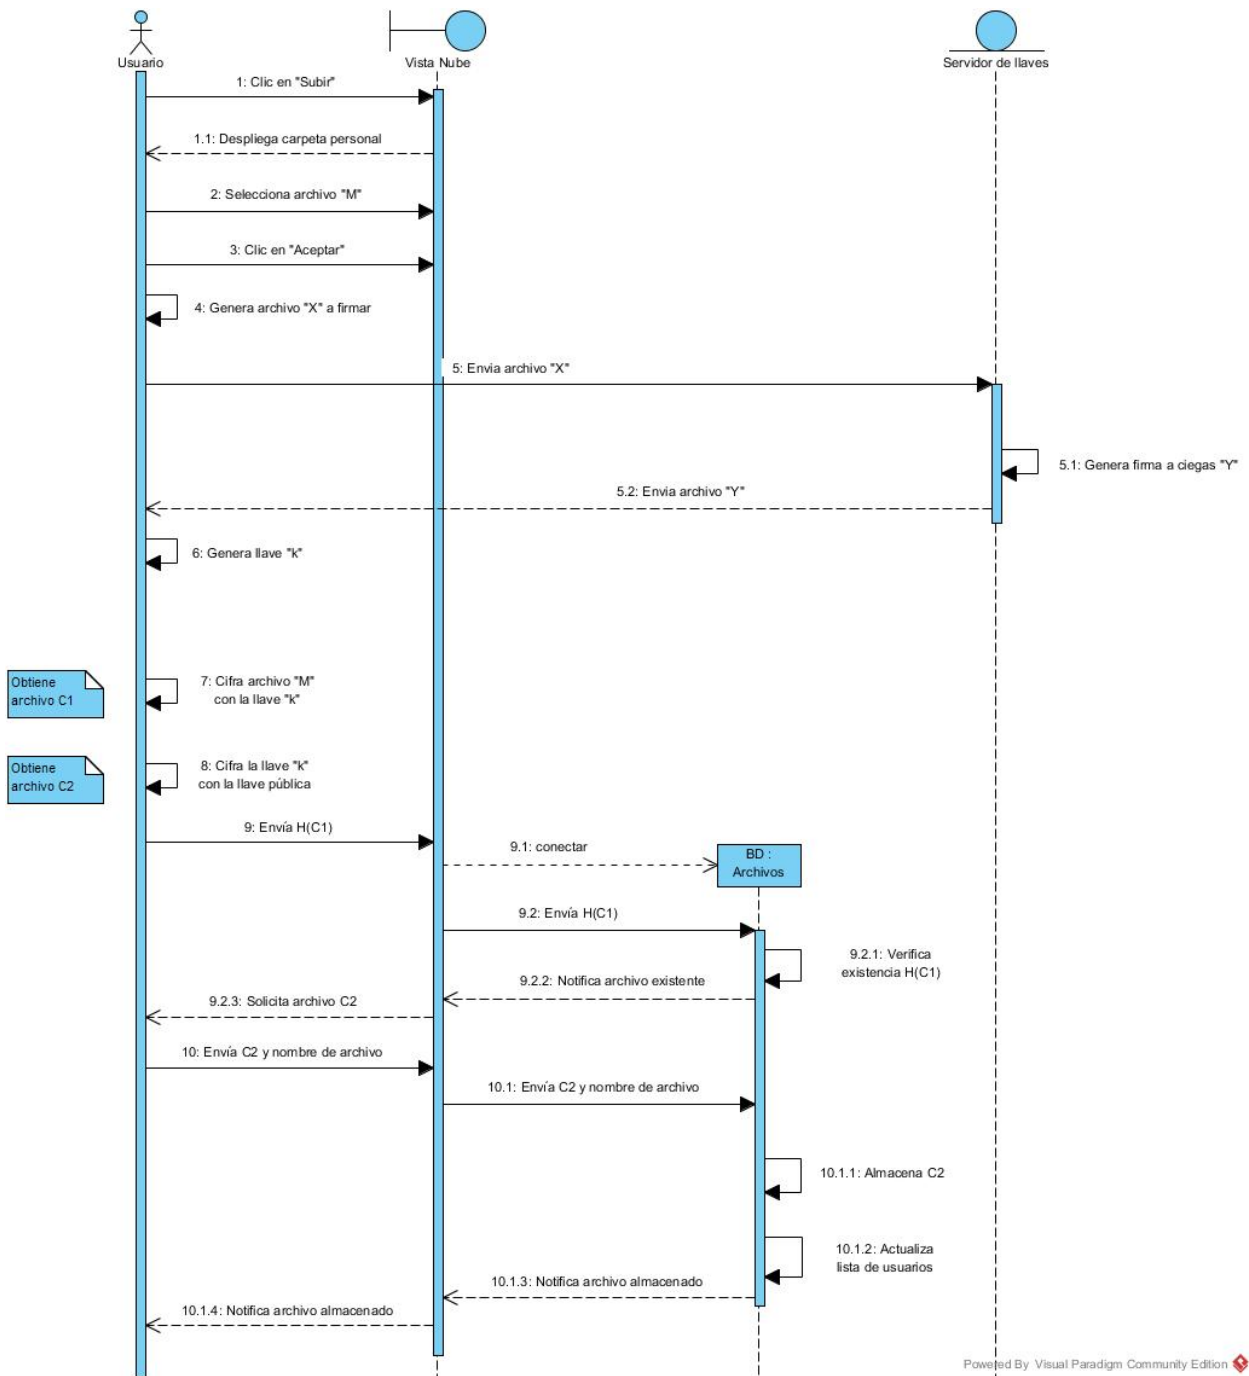 Usuario
Vista Nube
Servidor de llaves
1: Clic en "Subir"
1.1: Despliega carpeta personal
2: Selecciona archivo "M"
3: Clic en "Aceptar"
4: Genera archivo "X" a firmar
5: Envia archivo "X"
5.1: Genera firma a ciegas "Y"
5.2: Envia archivo "Y"
6: Genera llave "k"
Obtiene
archivo C1
7: Cifra archivo "M"
con la llave "k"
Obtiene
archivo C2
8: Cifra la llave "k"
con la llave pública
9: Envía H(C1)
9.1: conectar
BD :
Archivos
9.2: Envía H(C1)
9.2.1: Verifica
existencia H(C1)
9.2.2: Notifica archivo existente
9.2.3: Solicita archivo C2
10: Envía C2 y nombre de archivo
10.1: Envía C2 y nombre de archivo
10.1.1: Almacena C2
10.1.2: Actualiza
lista de usuarios
10.1.3: Notifica archivo almacenado
10.1.4: Notifica archivo almacenado
Powered By Visual Paradigm Community Edition